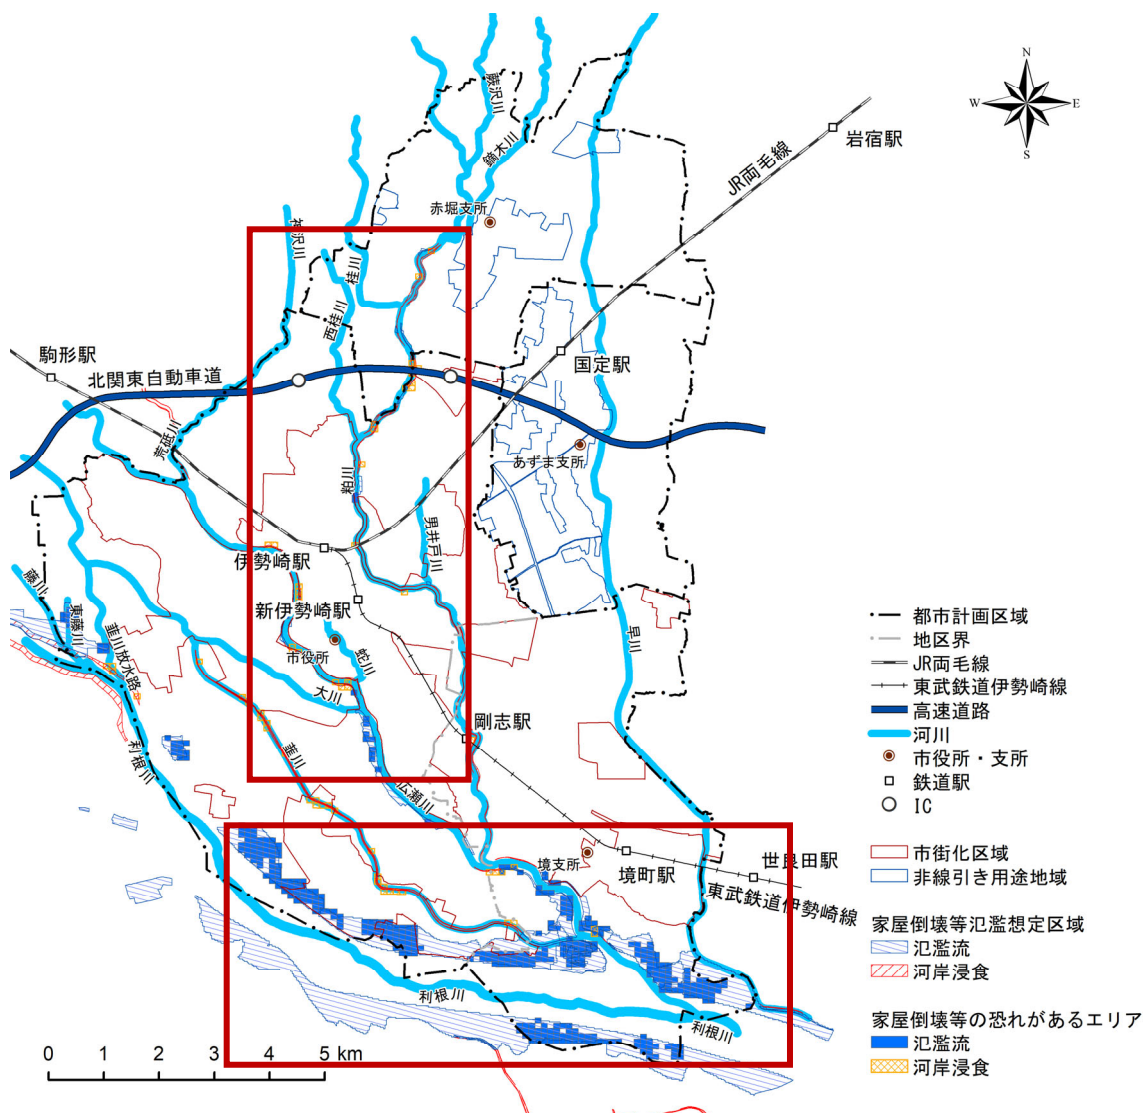 N
W
E
S
蕨沢川
鏑木川
岩宿駅
JR両毛線
赤堀支所
神沢川
桂川
西桂川
駒形駅
北関東自動車道
国定駅
荒砥川
あずま支所
粕川
男井戸川
伊勢崎駅
藤川
東藤川
新伊勢崎駅
韮川放水路
市役所
蛇川
早川
大川
利根川
剛志駅
韮川
広瀬川
境支所
境町駅
世良田駅
東武鉄道伊勢崎線
利根川
利根川
0 1 2 3 4 5 km
都市計画区域
地区界
JR両毛線
東武鉄道伊勢崎線
高速道路
河川
市役所・支所
鉄道駅
IC
市街化区域
非線引き用途地域
家屋倒壊等氾濫想定区域
氾濫流
河岸浸食
家屋倒壊等の恐れがあるエリア
氾濫流
河岸浸食